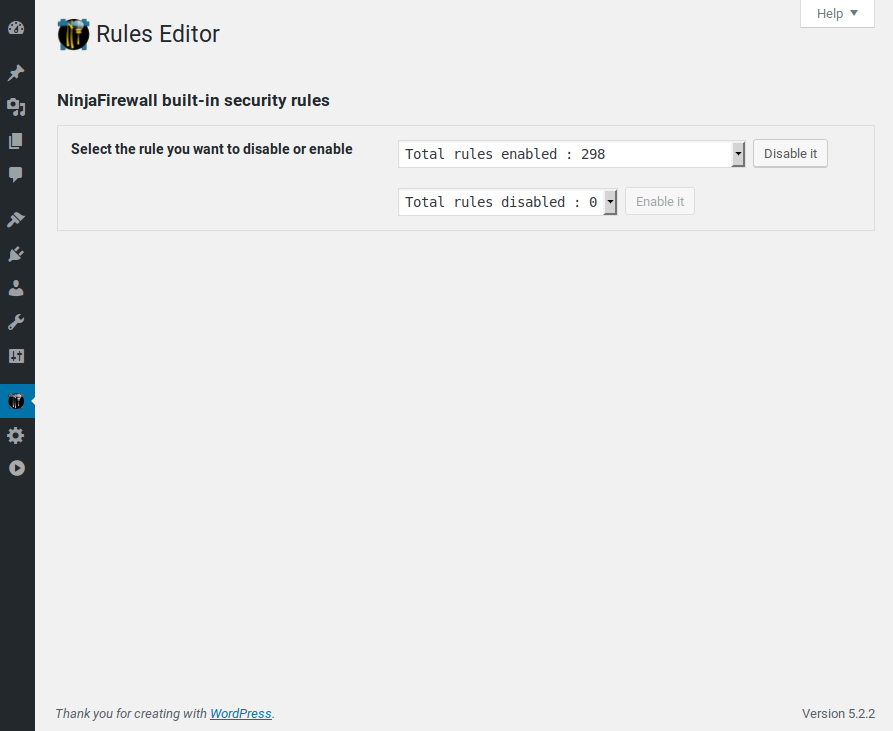 Help
Rules Editor
NinjaFirewall built-in security rules
Select the rule you want to disable or enable
Total rules enabled : 298
Disable it
Total rules disabled : 0
Enable it
Thank you for creating with WordPress.
Version 5.2.2